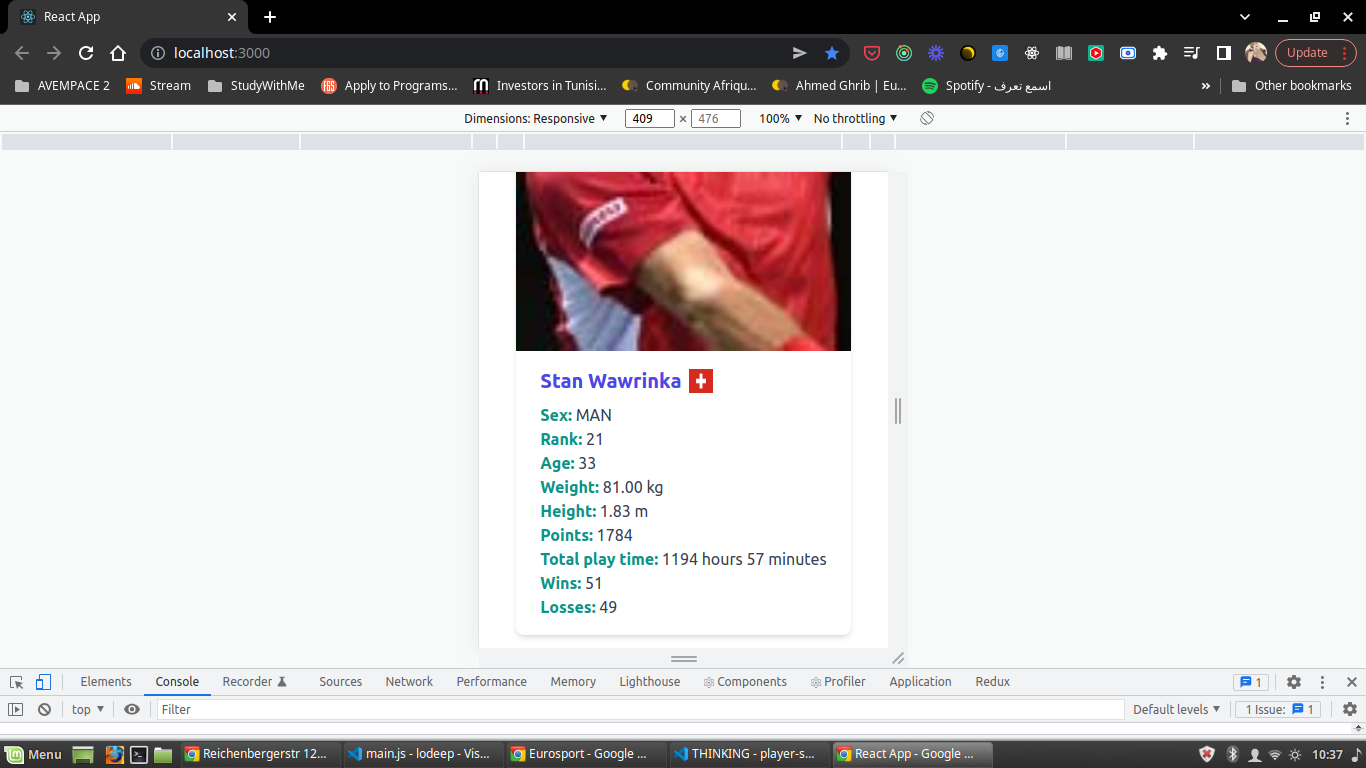 React App
localhost:3000
Update
AVEMPACE 2
Stream
StudyWithMe
Apply to Programs...
Investors in Tunisi...
Community Afriqu...
Ahmed Ghrib | Eu...
Spotify - اسمع تعرف
»
Other bookmarks
Dimensions: Responsive
409 × 476
100%
No throttling
Stan Wawrinka
Sex: MAN
Rank: 21
Age: 33
Weight: 81.00 kg
Height: 1.83 m
Points: 1784
Total play time: 1194 hours 57 minutes
Wins: 51
Losses: 49
Elements
Console
Recorder
Sources
Network
Performance
Memory
Lighthouse
Components
Profiler
Application
Redux
1
top
Filter
Default levels
1 Issue: 1
Menu
Reichenbergerstr 12...
main.js - lodeep - Vis...
Eurosport - Google ...
THINKING - player-s...
React App - Google ...
10:37